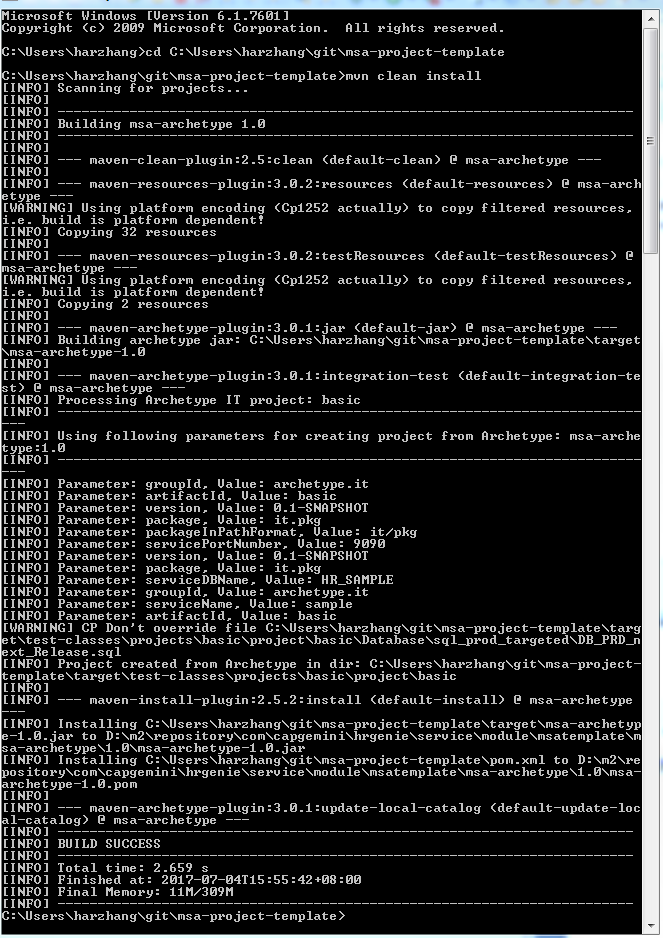 Microsoft Windows [Version 6.1.7601]
Copyright (c) 2009 Microsoft Corporation.  All rights reserved.
C:\Users\harzhang>cd C:\Users\harzhang\git\msa-project-template
C:\Users\harzhang\git\msa-project-template>mvn clean install
[INFO] Scanning for projects...
[INFO]
[INFO] ------------------------------------------------------------------------
[INFO] Building msa-archetype 1.0
[INFO] ------------------------------------------------------------------------
[INFO]
[INFO] --- maven-clean-plugin:2.5:clean (default-clean) @ msa-archetype ---
[INFO]
[INFO] --- maven-resources-plugin:3.0.2:resources (default-resources) @ msa-arch
etype ---
[WARNING] Using platform encoding (Cp1252 actually) to copy filtered resources,
i.e. build is platform dependent!
[INFO] Copying 32 resources
[INFO]
[INFO] --- maven-resources-plugin:3.0.2:testResources (default-testResources) @
msa-archetype ---
[WARNING] Using platform encoding (Cp1252 actually) to copy filtered resources,
i.e. build is platform dependent!
[INFO] Copying 2 resources
[INFO]
[INFO] --- maven-archetype-plugin:3.0.1:jar (default-jar) @ msa-archetype ---
[INFO] Building archetype jar: C:\Users\harzhang\git\msa-project-template\target
\msa-archetype-1.0
[INFO]
[INFO] --- maven-archetype-plugin:3.0.1:integration-test (default-integration-te
st) @ msa-archetype ---
[INFO] Processing Archetype IT project: basic
[INFO] -------------------------------------------------------------------------
---
[INFO] Using following parameters for creating project from Archetype: msa-arche
type:1.0
[INFO] -------------------------------------------------------------------------
---
[INFO] Parameter: groupId, Value: archetype.it
[INFO] Parameter: artifactId, Value: basic
[INFO] Parameter: version, Value: 0.1-SNAPSHOT
[INFO] Parameter: package, Value: it.pkg
[INFO] Parameter: packageInPathFormat, Value: it/pkg
[INFO] Parameter: servicePortNumber, Value: 9090
[INFO] Parameter: version, Value: 0.1-SNAPSHOT
[INFO] Parameter: package, Value: it.pkg
[INFO] Parameter: serviceDBName, Value: HR_SAMPLE
[INFO] Parameter: groupId, Value: archetype.it
[INFO] Parameter: serviceName, Value: sample
[INFO] Parameter: artifactId, Value: basic
[WARNING] CP Don't override file C:\Users\harzhang\git\msa-project-template\targ
et\test-classes\projects\basic\project\basic\Database\sql_prod_targeted\DB_PRD_n
ext_Release.sql
[INFO] Project created from Archetype in dir: C:\Users\harzhang\git\msa-project-
template\target\test-classes\projects\basic\project\basic
[INFO]
[INFO] --- maven-install-plugin:2.5.2:install (default-install) @ msa-archetype
---
[INFO] Installing C:\Users\harzhang\git\msa-project-template\target\msa-archetyp
e-1.0.jar to D:\m2\repository\com\capgemini\hrgenie\service\module\msatemplate\m
sa-archetype\1.0\msa-archetype-1.0.jar
[INFO] Installing C:\Users\harzhang\git\msa-project-template\pom.xml to D:\m2\re
pository\com\capgemini\hrgenie\service\module\msatemplate\msa-archetype\1.0\msa-
archetype-1.0.pom
[INFO]
[INFO] --- maven-archetype-plugin:3.0.1:update-local-catalog (default-update-loc
al-catalog) @ msa-archetype ---
[INFO] ------------------------------------------------------------------------
[INFO] BUILD SUCCESS
[INFO] ------------------------------------------------------------------------
[INFO] Total time: 2.659 s
[INFO] Finished at: 2017-07-04T15:55:42+08:00
[INFO] Final Memory: 11M/309M
[INFO] ------------------------------------------------------------------------
C:\Users\harzhang\git\msa-project-template>